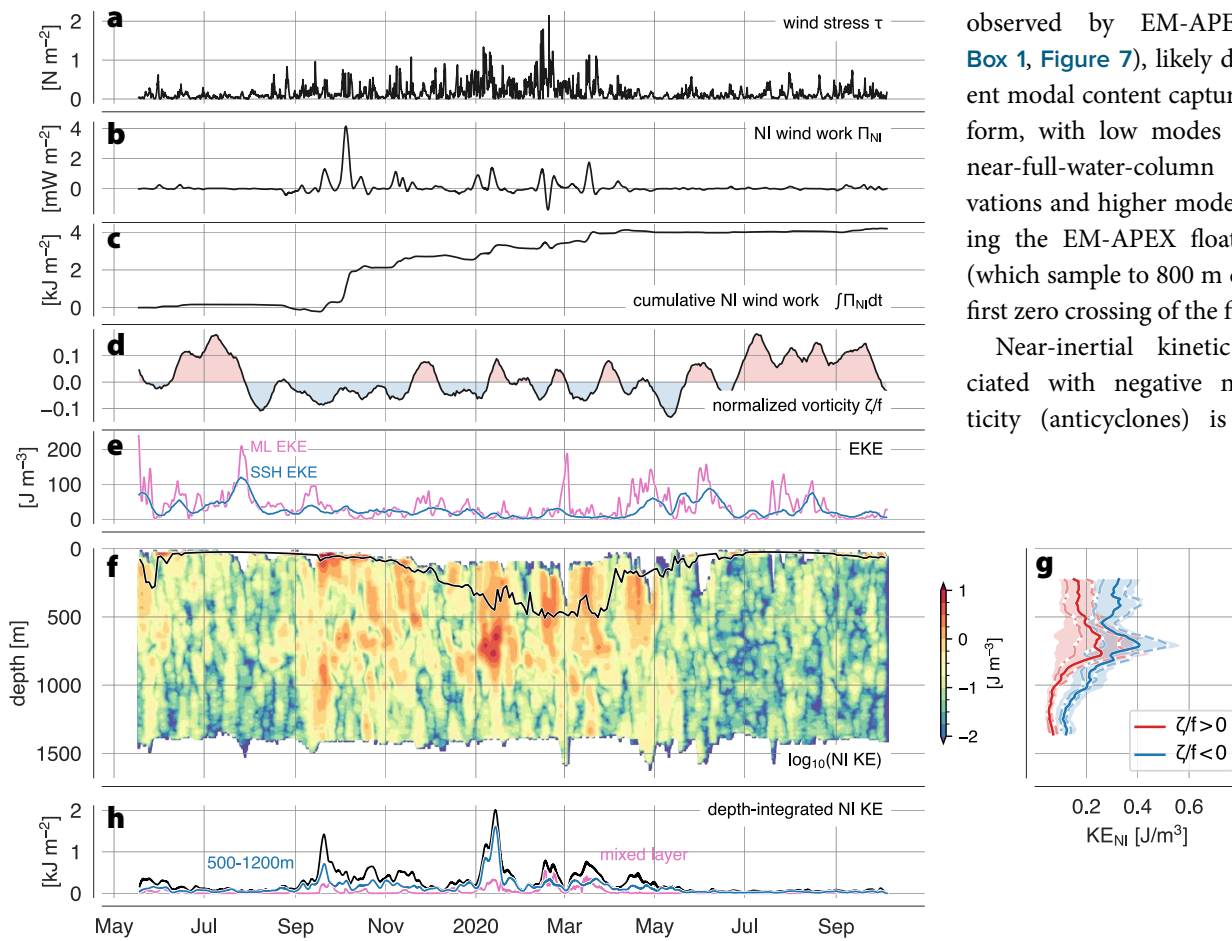 a
wind stress τ
[N m⁻²]
2
1
0
b
NI wind work Π_NI
[mW m⁻²]
4
2
0
c
cumulative NI wind work ∫Π_NIdt
[kJ m⁻²]
4
2
0
d
normalized vorticity ζ/f
0.1
0.0
−0.1
e
ML EKE
SSH EKE
EKE
[J m⁻³]
200
100
0
f
log₁₀(NI KE)
depth [m]
0
500
1000
1500
1
0
−1
−2
[J m⁻³]
g
ζ/f > 0
ζ/f < 0
0.2 0.4 0.6
KE_NI [J/m³]
h
depth-integrated NI KE
500-1200m
mixed layer
[kJ m⁻²]
2
1
0
May Jul Sep Nov 2020 Mar May Jul Sep
observed by EM-APE
Box 1, Figure 7), likely d
ent modal content captur
form, with low modes
near-full-water-column
vations and higher mode
ing the EM-APEX float
(which sample to 800 m
first zero crossing of the f
Near-inertial kinetic
ciated with negative n
ticity (anticyclones) is